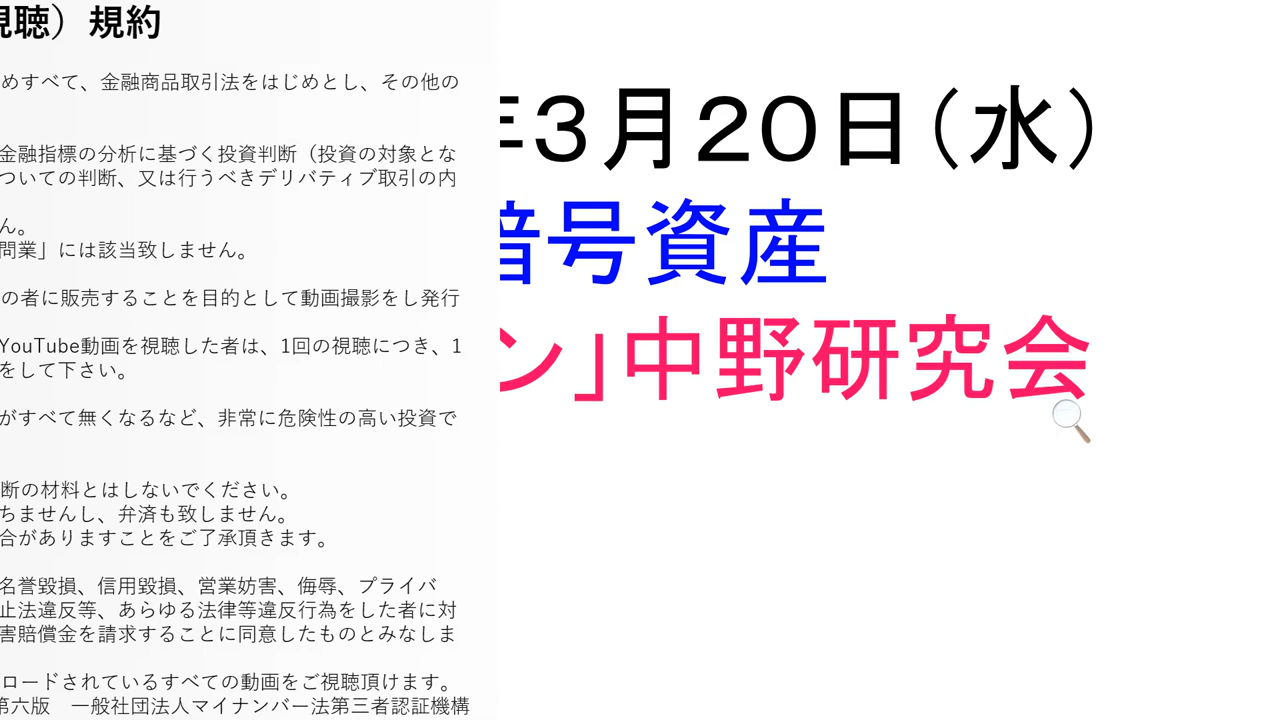 視聴）規約
めすべて、金融商品取引法をはじめとし、その他の
金融指標の分析に基づく投資判断（投資の対象とな
ついての判断、又は行うべきデリバティブ取引の内
ん。
問業」には該当致しません。
の者に販売することを目的として動画撮影をし発行
YouTube動画を視聴した者は、1回の視聴につき、1
をして下さい。
がすべて無くなるなど、非常に危険性の高い投資で
断の材料とはしないでください。
ちませんし、弁済も致しません。
合がありますことをご了承頂きます。
名誉毀損、信用毀損、営業妨害、侮辱、プライバ
止法違反等、あらゆる法律等違反行為をした者に対
害賠償金を請求することに同意したものとみなしま
ロードされているすべての動画をご視聴頂けます。
第六版　一般社団法人マイナンバー法第三者認証機構
年3月20日（水）
暗号資産
ン」中野研究会